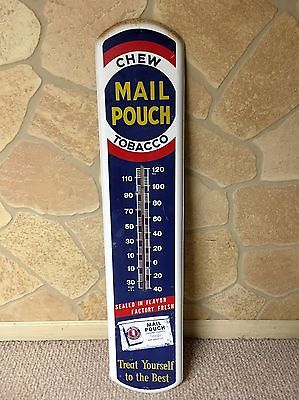 CHEW
MAIL
POUCH
TOBACCO
120
110
100
90
80
70
60
50
40
30
20
10
0
10
20
30
40
SEALED IN FLAVOR
FACTORY FRESH
MAIL
POUCH
Treat Yourself
to the Best